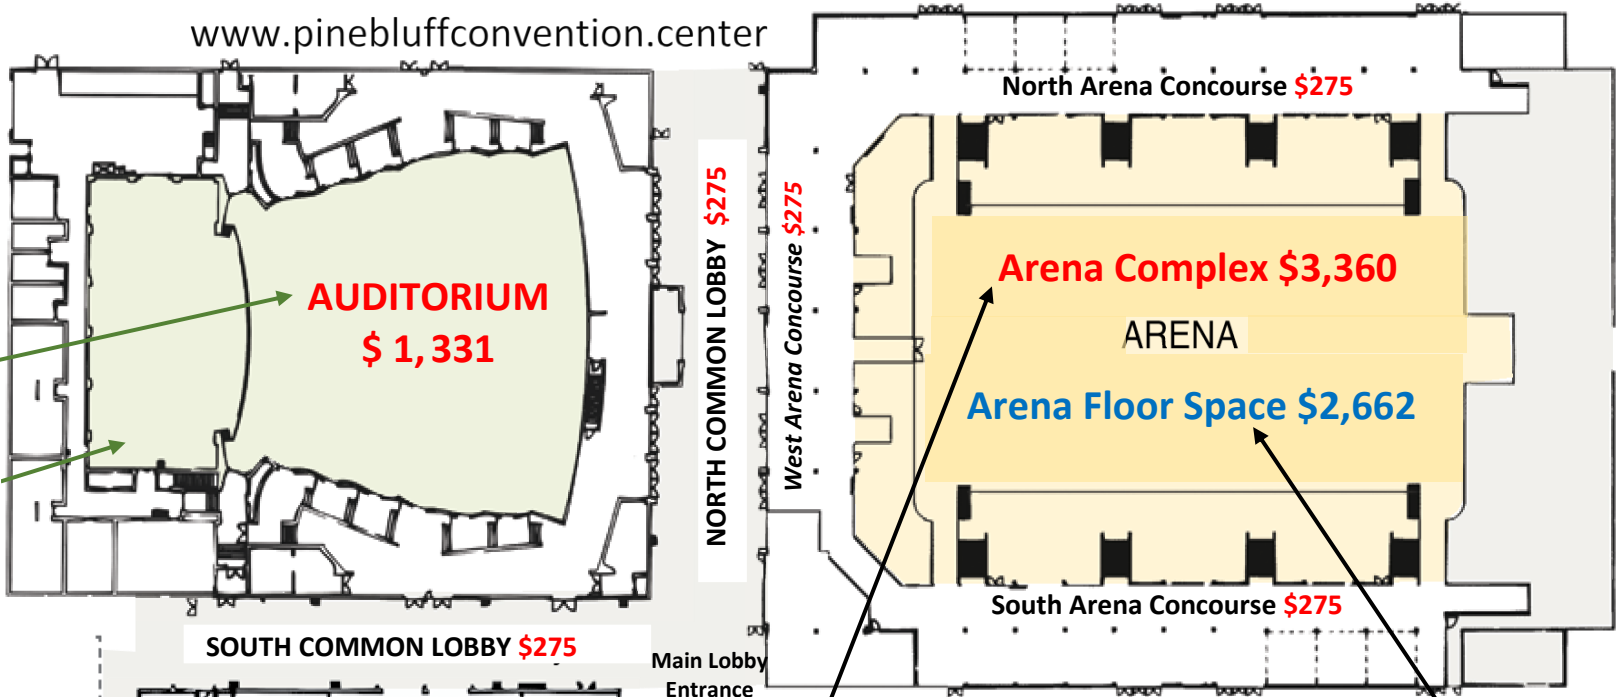 www.pinebluffconvention.center
North Arena Concourse $275
AUDITORIUM
$ 1, 331
NORTH COMMON LOBBY $275
West Arena Concourse $275
Arena Complex $3,360
ARENA
Arena Floor Space $2,662
South Arena Concourse $275
SOUTH COMMON LOBBY $275
Main Lobby
Entrance